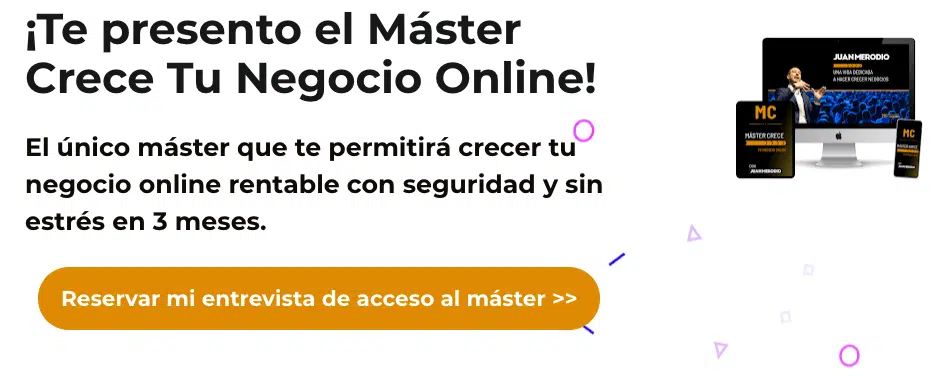 ¡Te presento el Máster
Crece Tu Negocio Online!
El único máster que te permitirá crecer tu
negocio online rentable con seguridad y sin
estrés en 3 meses.
Reservar mi entrevista de acceso al máster >>
JUAN MERODIO
UNA VIDA DEDICADA
A HACER CRECER NEGOCIOS
MC
MÁSTER CRECE
JUAN MERODIO
MC
MÁSTER CRECE